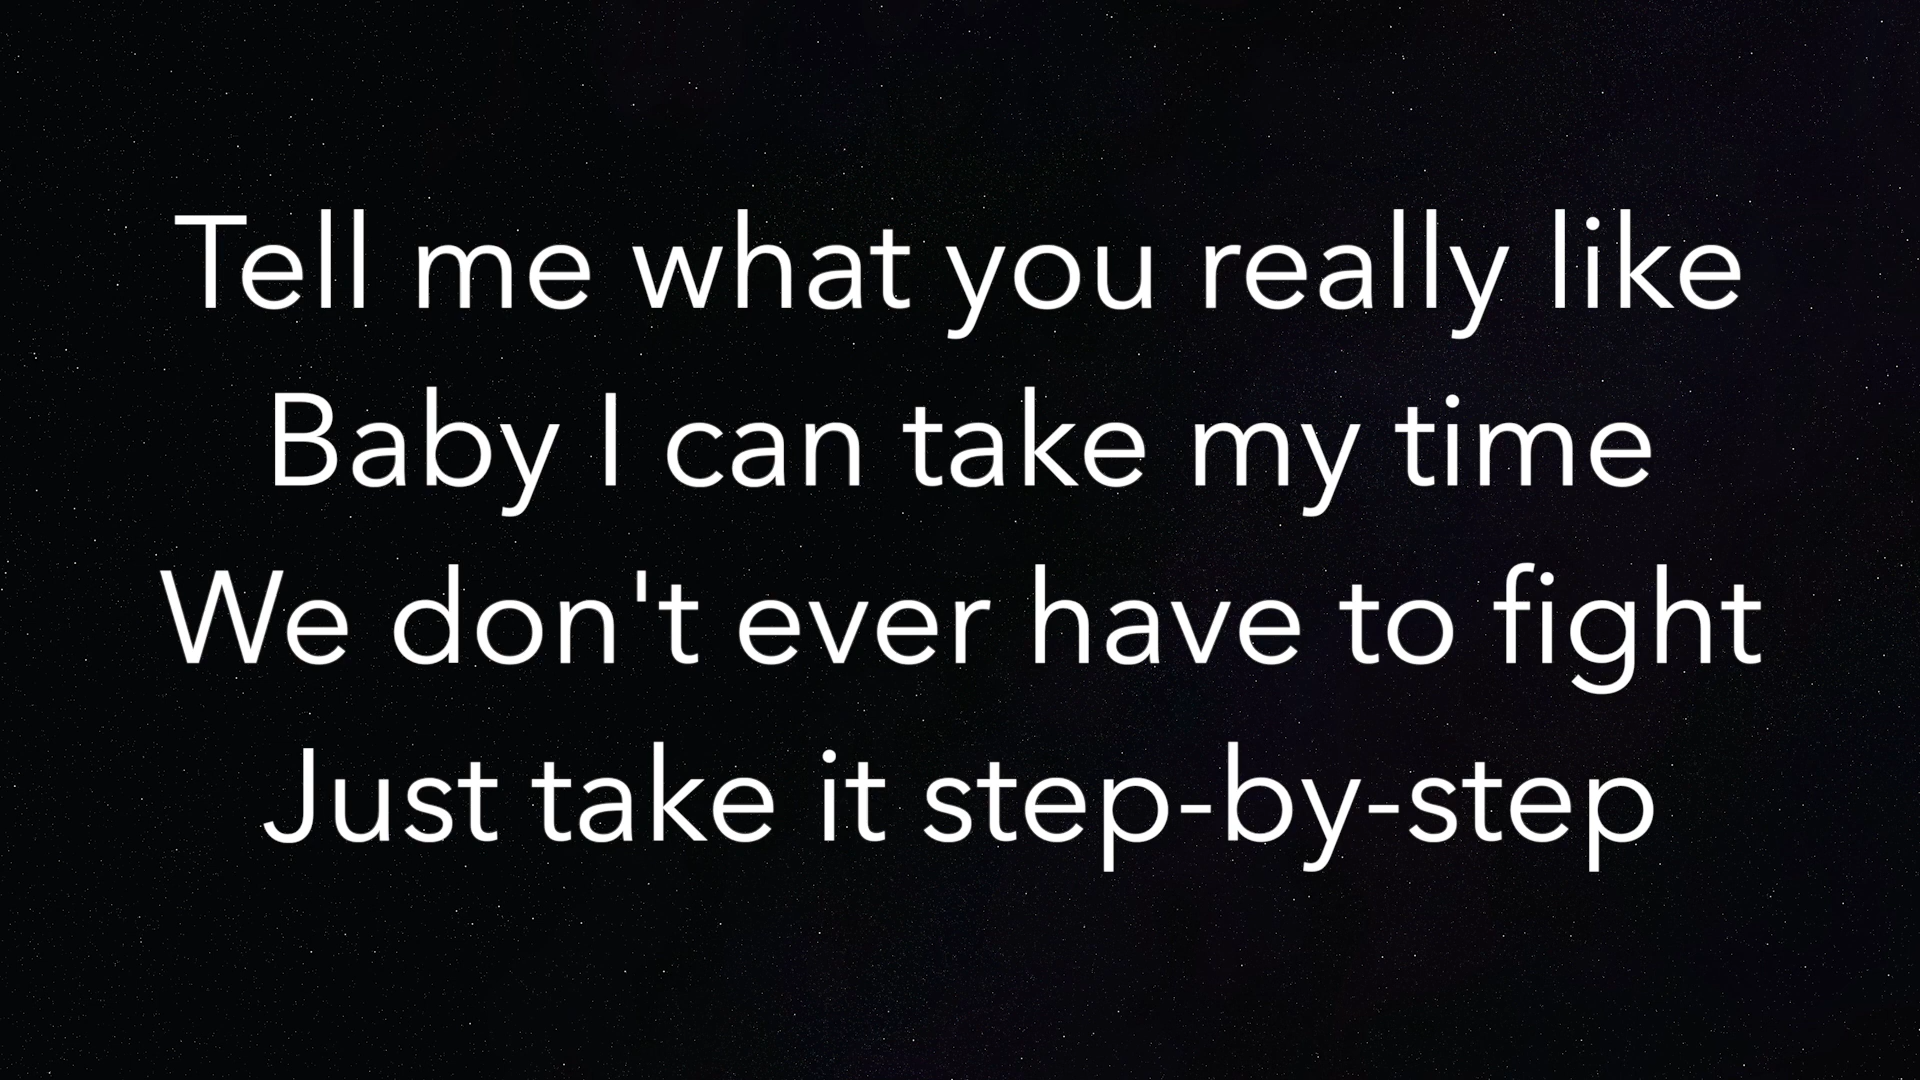 Tell me what you really like
Baby I can take my time
We don't ever have to fight
Just take it step-by-step